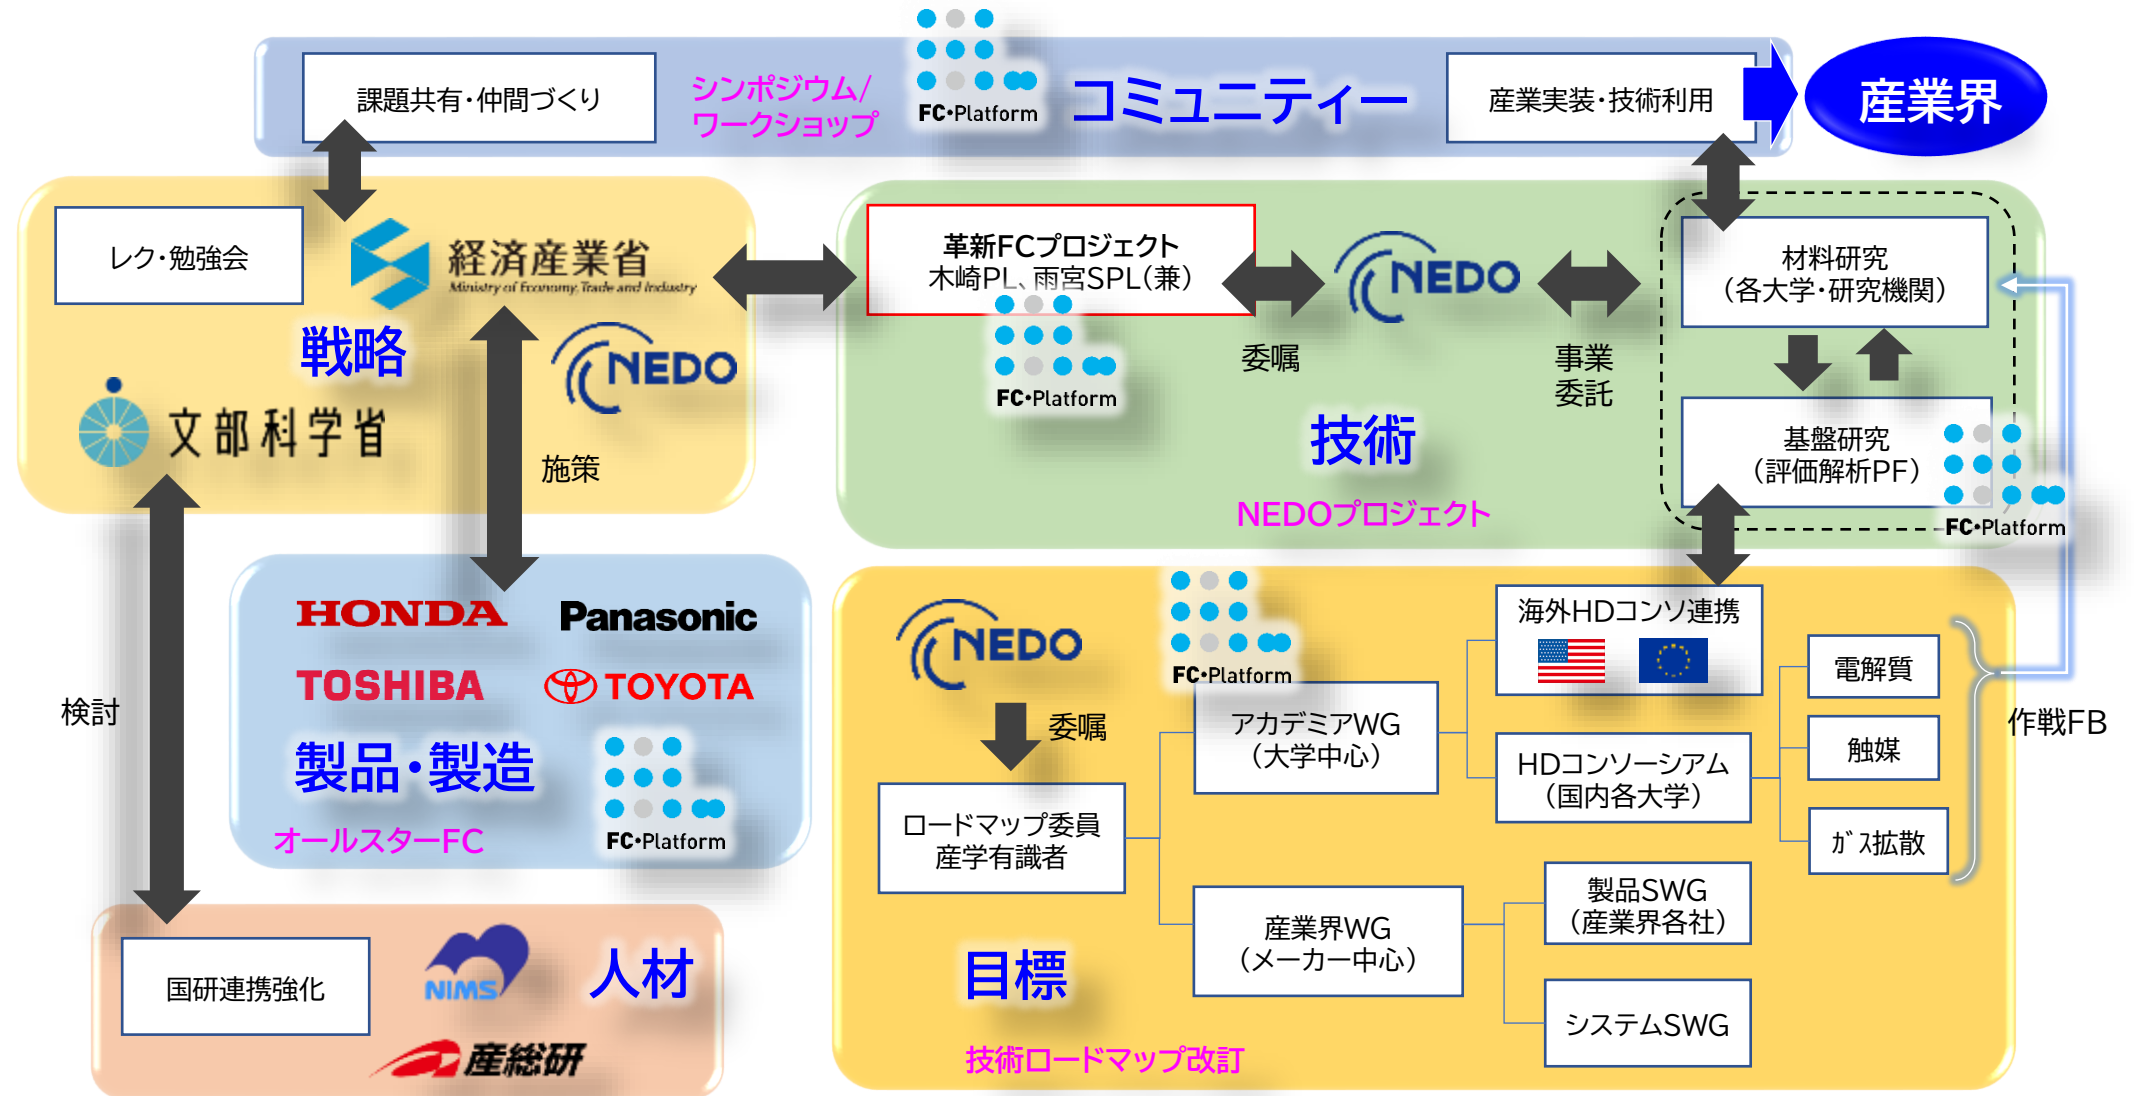 課題共有・仲間づくり
シンポジウム/
ワークショップ
FC•Platform
コミュニティー
産業実装・技術利用
産業界
レク・勉強会
経済産業省
Ministry of Economy, Trade and Industry
戦略
NEDO
文部科学省
施策
革新FCプロジェクト
木崎PL、雨宮SPL(兼)
FC•Platform
委嘱
NEDO
事業
委託
技術
NEDOプロジェクト
材料研究
(各大学・研究機関)
基盤研究
(評価解析PF)
FC•Platform
HONDA
Panasonic
TOSHIBA
TOYOTA
製品・製造
オールスターFC
FC•Platform
検討
国研連携強化
NIMS
人材
産総研
NEDO
FC•Platform
委嘱
ロードマップ委員
産学有識者
アカデミアWG
(大学中心)
海外HDコンソ連携
HDコンソーシアム
(国内各大学)
電解質
触媒
ｶﾞｽ拡散
作戦FB
産業界WG
(メーカー中心)
製品SWG
(産業界各社)
システムSWG
目標
技術ロードマップ改訂